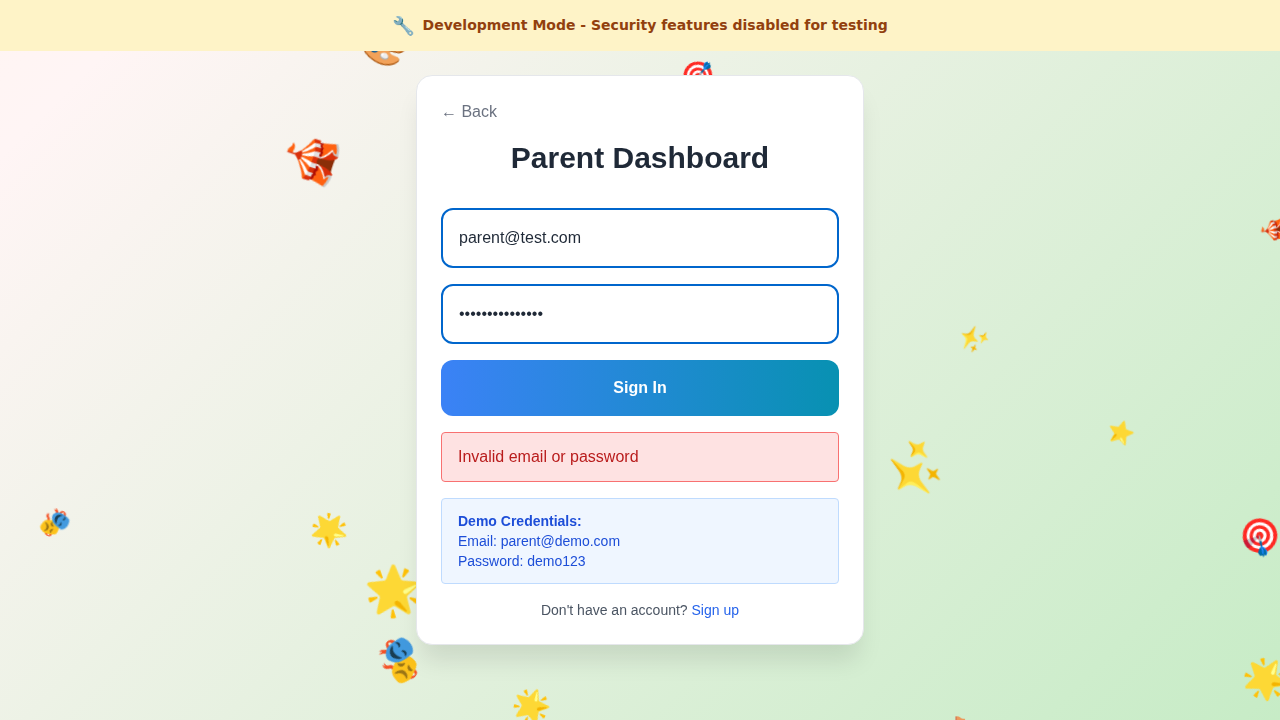 🔧 Development Mode - Security features disabled for testing
← Back
Parent Dashboard
parent@test.com
•••••••••••••••
Sign In
Invalid email or password
Demo Credentials:
Email: parent@demo.com
Password: demo123
Don't have an account? Sign up